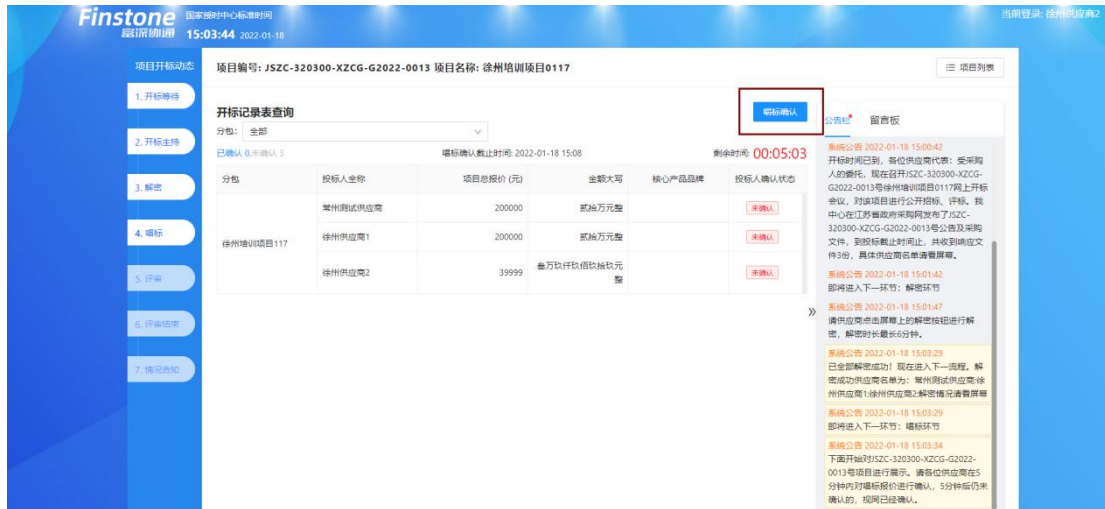 Finstone
富深协通
国家授时中心标准时间
15:03:44 2022-01-18
当前登录: 徐州供应商2
项目开标动态
1. 开标等待
2. 开标主持
3. 解密
4. 唱标
5. 评审
6. 评审结束
7. 情况告知
项目编号: JSZC-320300-XZCG-G2022-0013 项目名称: 徐州培训项目0117
项目列表
开标记录表查询
唱标确认
分包: 全部
已确认 0,未确认 3
唱标确认截止时间: 2022-01-18 15:08
剩余时间: 00:05:03
分包 投标人全称 项目总报价 (元) 金额大写 核心产品品牌 投标人确认状态
徐州培训项目117
常州测试供应商 200000 贰拾万元整 未确认
徐州供应商1 200000 贰拾万元整 未确认
徐州供应商2 39999 叁万玖仟玖佰玖拾玖元
整 未确认
»
公告栏 留言板
系统公告 2022-01-18 15:00:42
开标时间已到，各位供应商代表：受采购
人的委托，现在召开JSZC-320300-XZCG-
G2022-0013号徐州培训项目0117网上开标
会议，对该项目进行公开招标、评标。我
中心在江苏省政府采购网发布了JSZC-
320300-XZCG-G2022-0013号公告及采购
文件，到投标截止时间止，共收到响应文
件3份，具体供应商名单请看屏幕。
系统公告 2022-01-18 15:01:42
即将进入下一环节：解密环节
系统公告 2022-01-18 15:01:47
请供应商点击屏幕上的解密按钮进行解
密，解密时长最长6分钟。
系统公告 2022-01-18 15:03:29
已全部解密成功！现在进入下一流程。解
密成功供应商名单为：常州测试供应商;徐
州供应商1;徐州供应商2;解密情况请看屏幕
系统公告 2022-01-18 15:03:29
即将进入下一环节：唱标环节
系统公告 2022-01-18 15:03:34
下面开始对JSZC-320300-XZCG-G2022-
0013号项目进行展示。请各位供应商在5
分钟内对唱标报价进行确认，5分钟后仍未
确认的，视同已经确认。